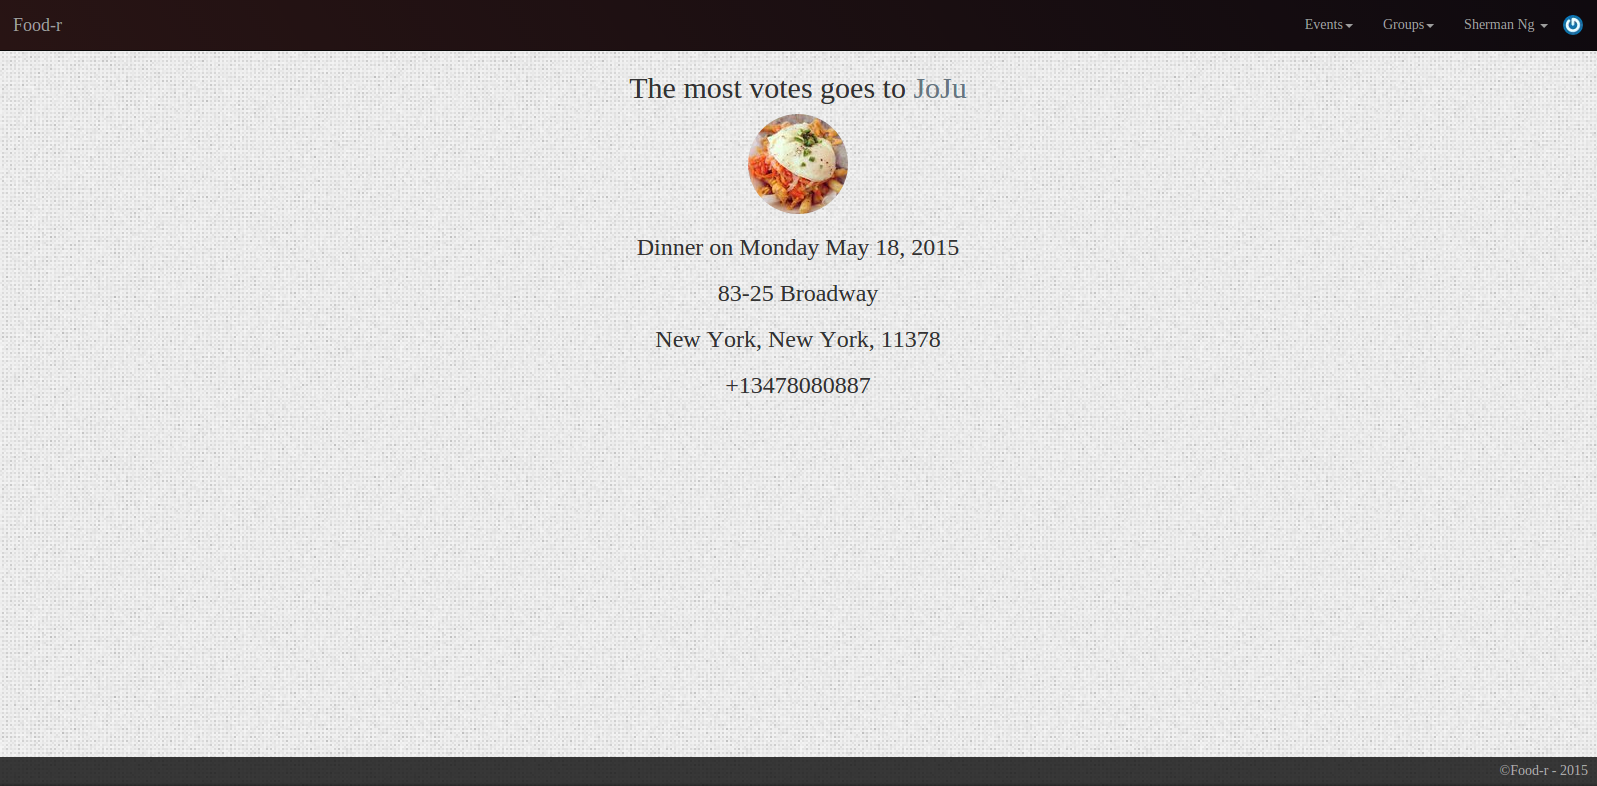 Food-r
Events
Groups
Sherman Ng
The most votes goes to JoJu
Dinner on Monday May 18, 2015
83-25 Broadway
New York, New York, 11378
+13478080887
©Food-r - 2015